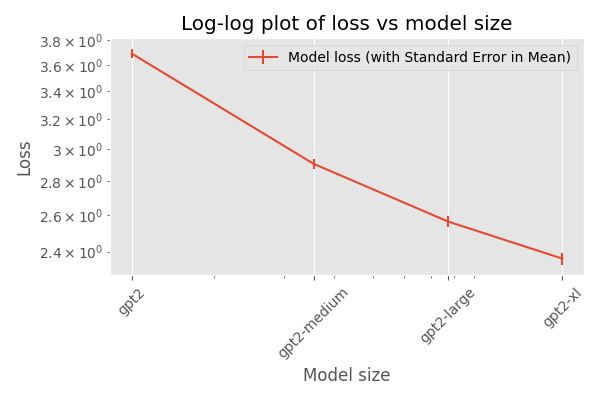 Log-log plot of loss vs model size
Model loss (with Standard Error in Mean)
3.8 × 10⁰
3.6 × 10⁰
3.4 × 10⁰
3.2 × 10⁰
3 × 10⁰
2.8 × 10⁰
2.6 × 10⁰
2.4 × 10⁰
Loss
gpt2
gpt2-medium
gpt2-large
gpt2-xl
Model size